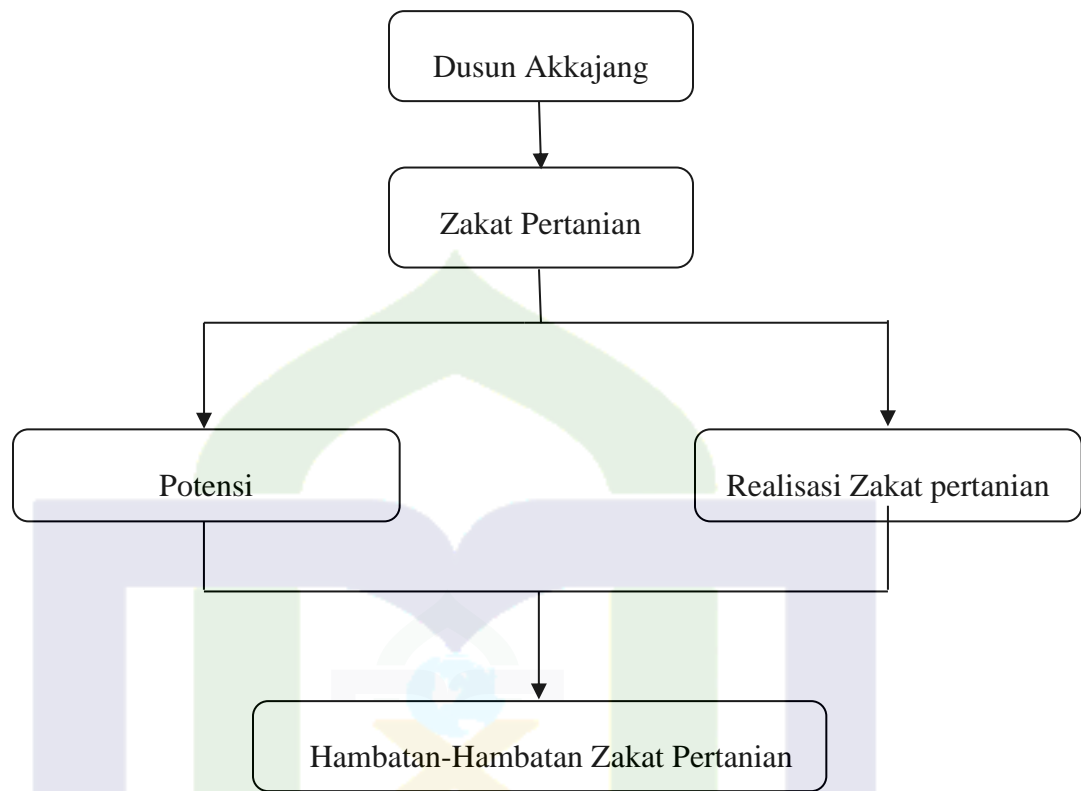 Dusun Akkajang
Zakat Pertanian
Potensi
Realisasi Zakat pertanian
Hambatan-Hambatan Zakat Pertanian